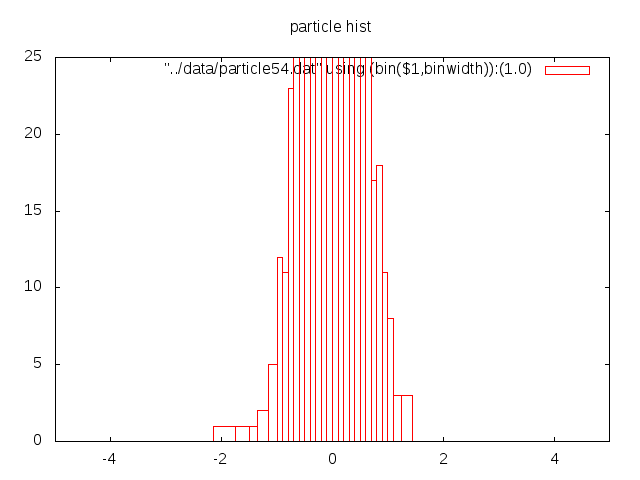 particle hist
25
"../data/particle54.dat" using (bin($1,binwidth)):(1.0)
20
15
10
5
0
-4 -2 0 2 4